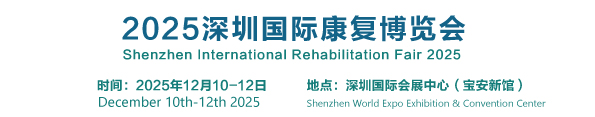 2025深圳国际康复博览会
Shenzhen International Rehabilitation Fair 2025
时间：2025年12月10-12日
December 10th-12th 2025
地点：深圳国际会展中心（宝安新馆）
Shenzhen World Expo Exhibition & Convention Center